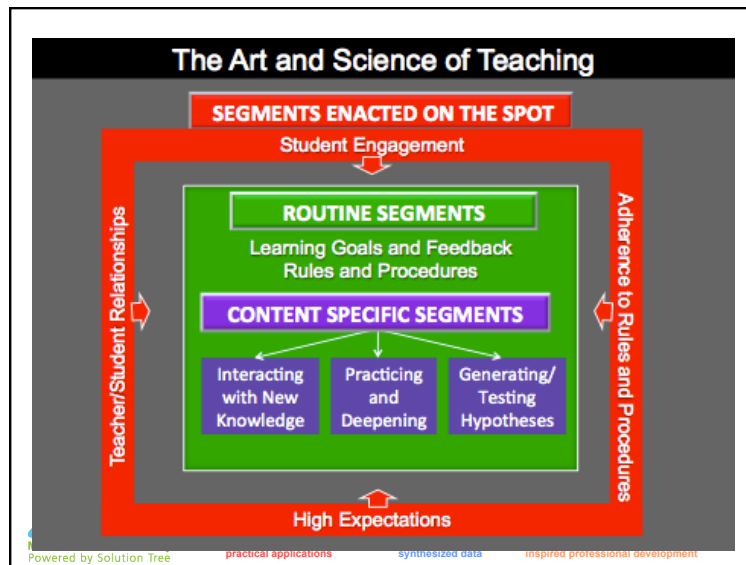 The Art and Science of Teaching
SEGMENTS ENACTED ON THE SPOT
Student Engagement
Teacher/Student Relationships
Adherence to Rules and Procedures
ROUTINE SEGMENTS
Learning Goals and Feedback
Rules and Procedures
CONTENT SPECIFIC SEGMENTS
Interacting
with New
Knowledge
Practicing
and
Deepening
Generating/
Testing
Hypotheses
High Expectations
Powered by Solution Tree
practical applications
synthesized data
inspired professional development